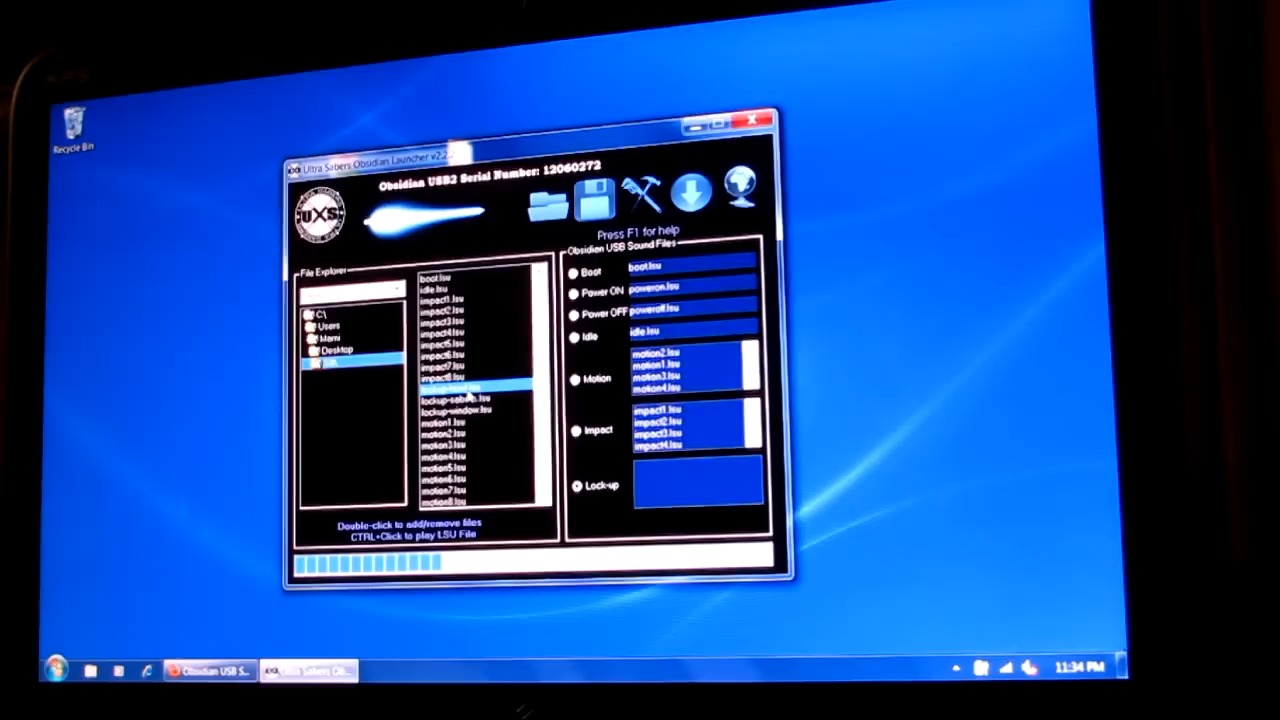 Recycle Bin
Ultra Sabers Obsidian Launcher v2.2
Obsidian USB2 Serial Number: 12060272
UXS
Press F1 for help
File Explorer
C:\
Users
Mami
Desktop
boot.lsu
idle.lsu
impact1.lsu
impact2.lsu
impact3.lsu
impact4.lsu
impact5.lsu
impact6.lsu
impact7.lsu
impact8.lsu
lockup-window.lsu
motion1.lsu
motion2.lsu
motion3.lsu
motion4.lsu
motion5.lsu
motion6.lsu
motion7.lsu
motion8.lsu
Double-click to add/remove files
CTRL+Click to play LSU File
Obsidian USB Sound Files
Boot boot.lsu
Power ON poweron.lsu
Power OFF poweroff.lsu
Idle idle.lsu
motion2.lsu
motion1.lsu
Motion motion3.lsu
motion4.lsu
impact1.lsu
impact2.lsu
Impact impact3.lsu
impact4.lsu
Lock-up
Obsidian USB S...
Ultra Sabers Ob...
11:34 PM